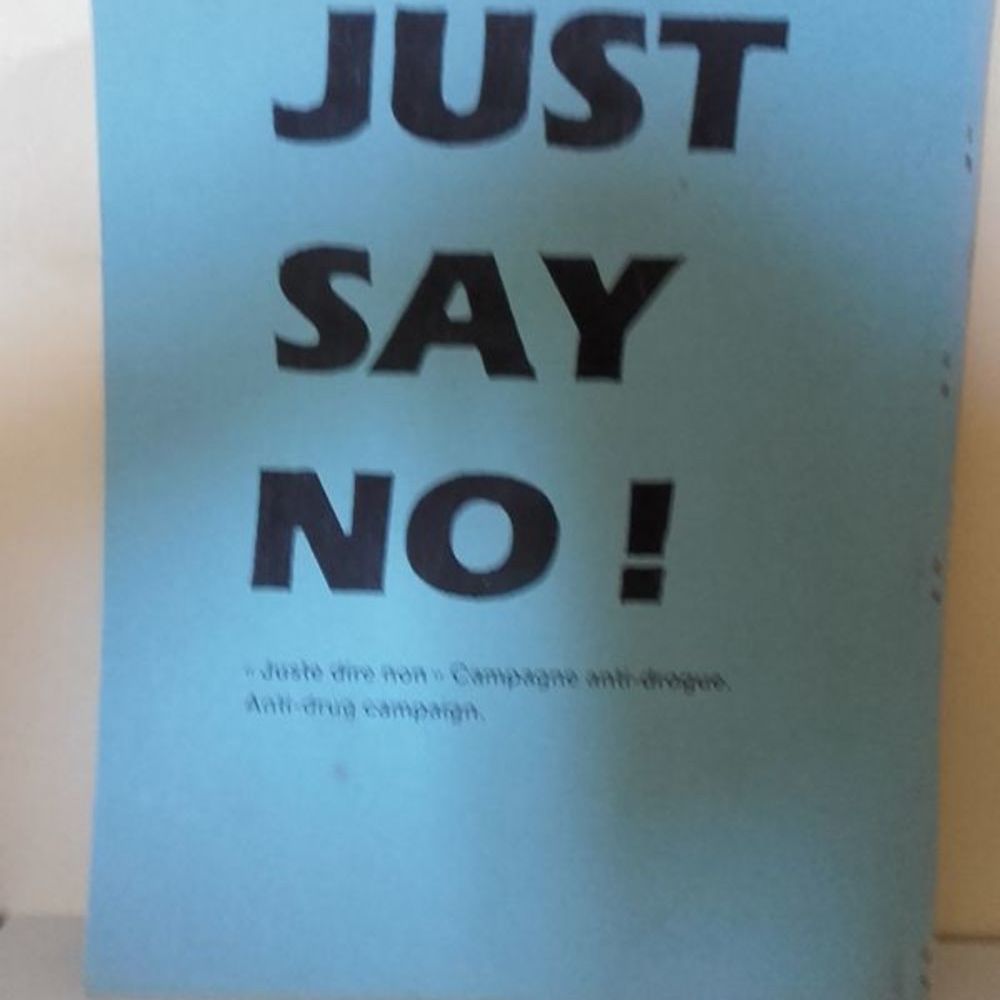 JUST
SAY
NO !
« Juste dire non » Campagne anti-drogue.
Anti-drug campaign.